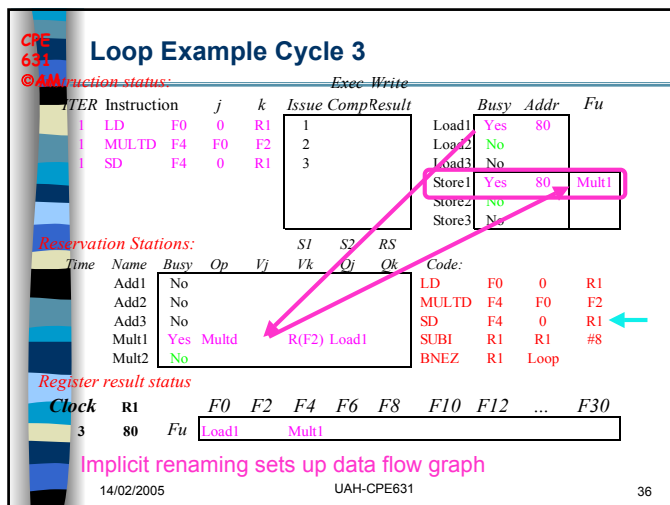 CPE
631
©AM
Loop Example Cycle 3
Instruction status: Exec Write
ITER Instruction j k Issue Comp Result Busy Addr Fu
1 LD F0 0 R1 1 Load1 Yes 80
1 MULTD F4 F0 F2 2 Load2 No
1 SD F4 0 R1 3 Load3 No
Store1 Yes 80 Mult1
Store2 No
Store3 No
Reservation Stations: S1 S2 RS
Time Name Busy Op Vj Vk Qj Qk Code:
Add1 No LD F0 0 R1
Add2 No MULTD F4 F0 F2
Add3 No SD F4 0 R1
Mult1 Yes Multd R(F2) Load1 SUBI R1 R1 #8
Mult2 No BNEZ R1 Loop
Register result status
Clock R1 F0 F2 F4 F6 F8 F10 F12 ... F30
3 80 Fu Load1 Mult1
Implicit renaming sets up data flow graph
14/02/2005 UAH-CPE631 36